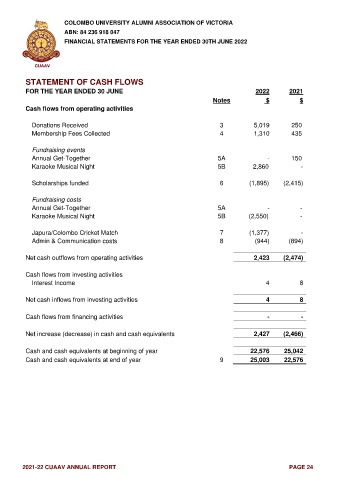 COLOMBO UNIVERSITY ALUMNI ASSOCIATION OF VICTORIA
ABN: 84 236 918 047
FINANCIAL STATEMENTS FOR THE YEAR ENDED 30TH JUNE 2022
CUAAV
STATEMENT OF CASH FLOWS
FOR THE YEAR ENDED 30 JUNE 2022 2021
Notes $ $
Cash flows from operating activities
Donations Received 3 5,019 250
Membership Fees Collected 4 1,310 435
Fundraising events
Annual Get-Together 5A - 150
Karaoke Musical Night 5B 2,860 -
Scholarships funded 6 (1,895) (2,415)
Fundraising costs
Annual Get-Together 5A - -
Karaoke Musical Night 5B (2,550) -
Japura/Colombo Cricket Match 7 (1,377) -
Admin & Communication costs 8 (944) (894)
Net cash outflows from operating activities 2,423 (2,474)
Cash flows from investing activities
Interest Income 4 8
Net cash inflows from investing activities 4 8
Cash flows from financing activities - -
Net increase (decrease) in cash and cash equivalents 2,427 (2,466)
Cash and cash equivalents at beginning of year 22,576 25,042
Cash and cash equivalents at end of year 9 25,003 22,576
2021-22 CUAAV ANNUAL REPORT PAGE 24